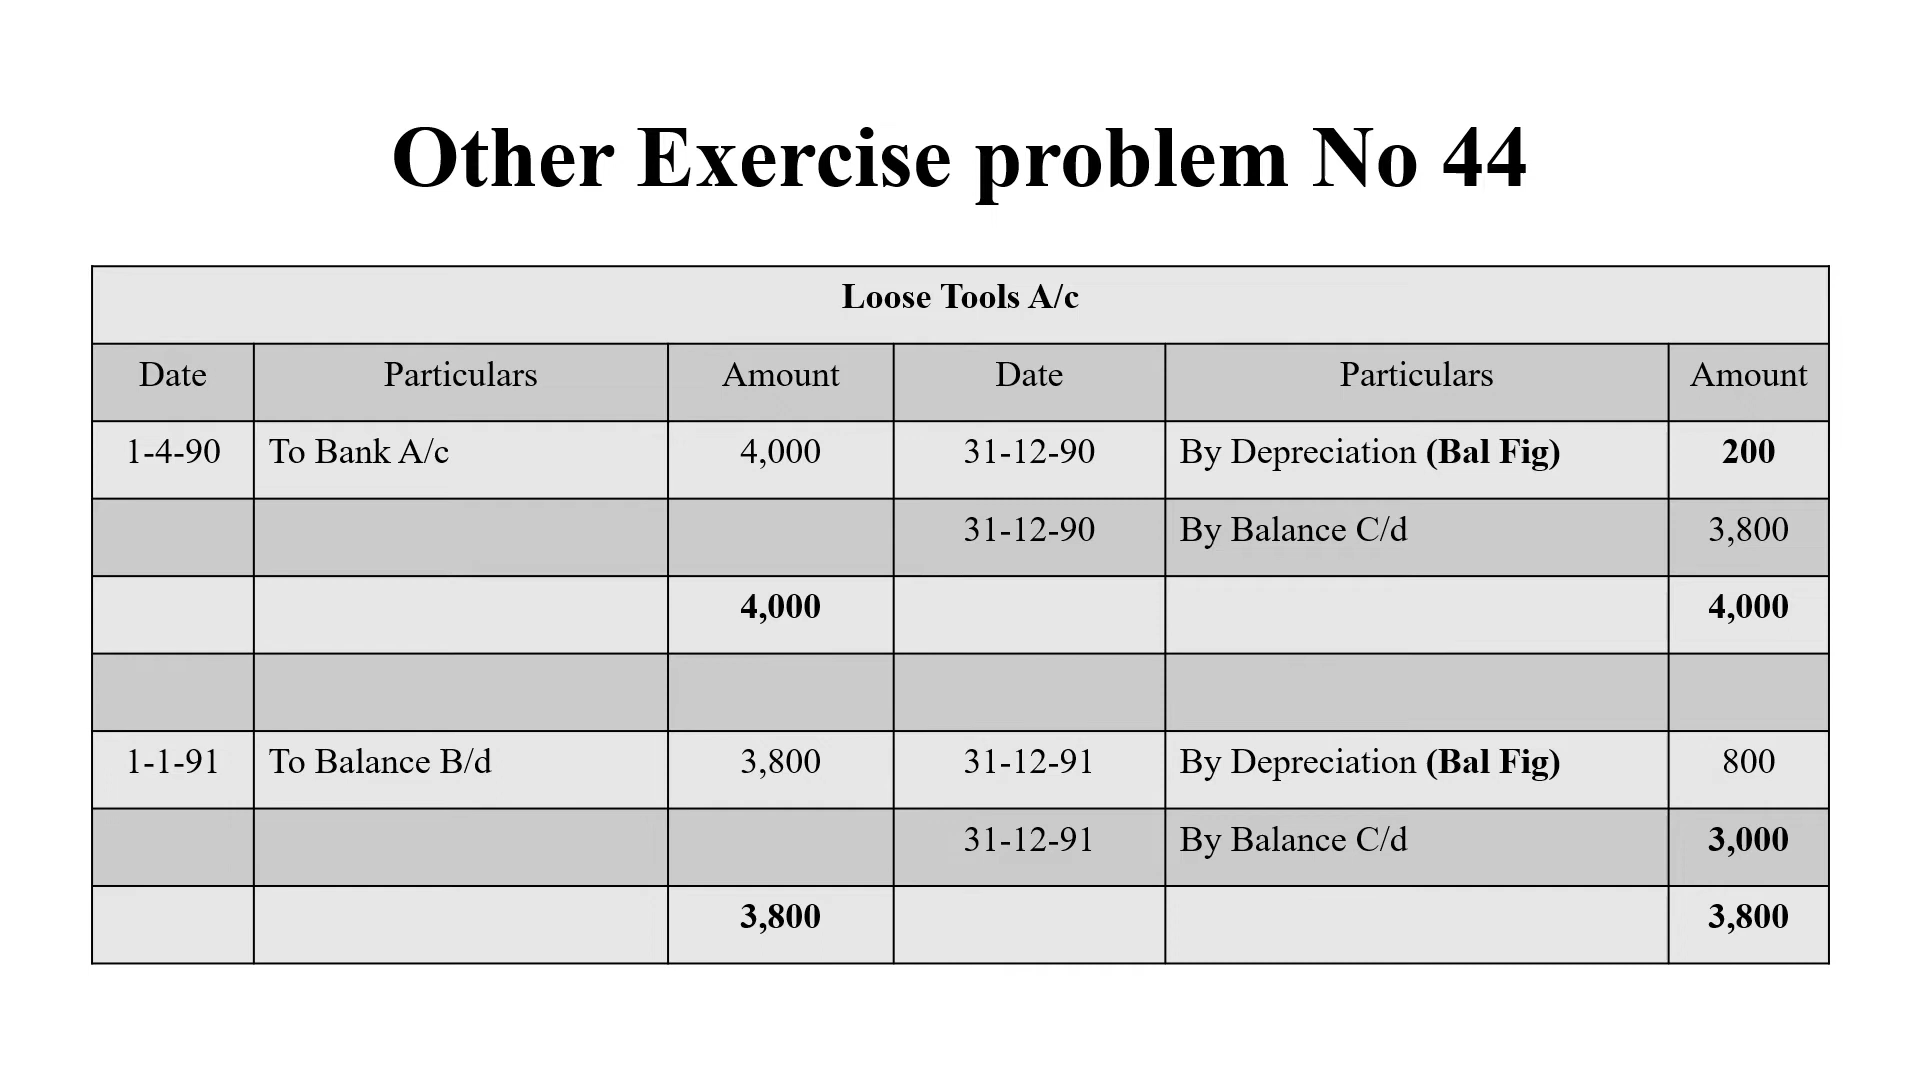 Other Exercise problem No 44
Loose Tools A/c
Date Particulars Amount Date Particulars Amount
1-4-90 To Bank A/c 4,000 31-12-90 By Depreciation (Bal Fig) 200
31-12-90 By Balance C/d 3,800
4,000 4,000
1-1-91 To Balance B/d 3,800 31-12-91 By Depreciation (Bal Fig) 800
31-12-91 By Balance C/d 3,000
3,800 3,800